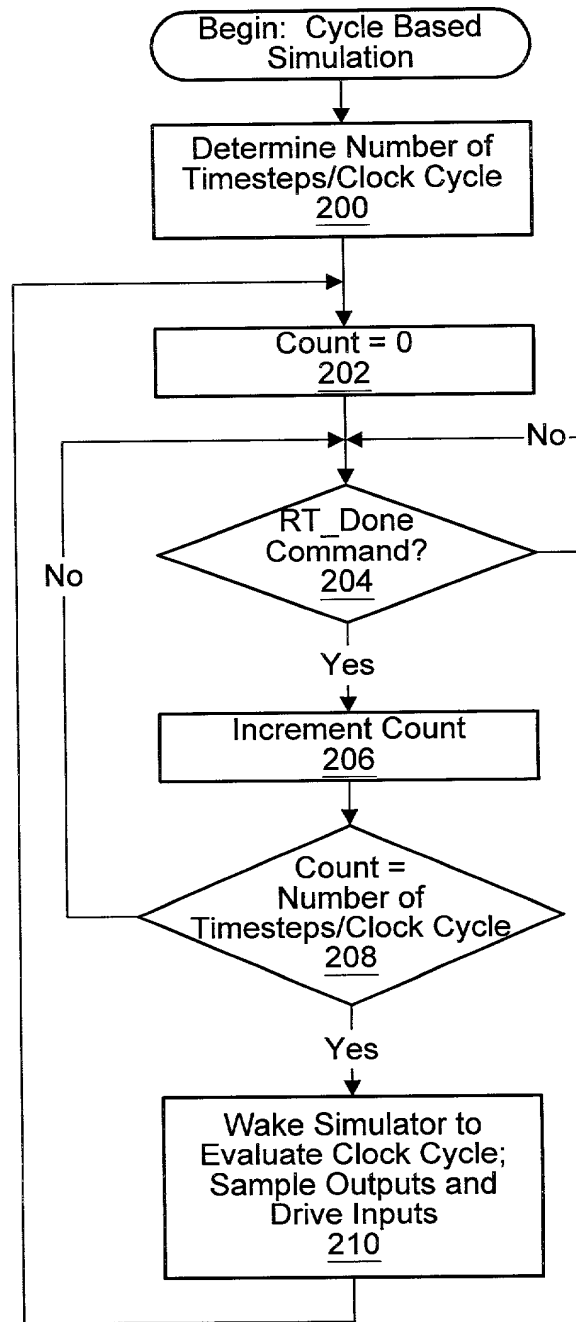 Begin: Cycle Based
Simulation
Determine Number of
Timesteps/Clock Cycle
200
Count = 0
202
No
RT_Done
Command?
204
No
Yes
Increment Count
206
Count =
Number of
Timesteps/Clock Cycle
208
Yes
Wake Simulator to
Evaluate Clock Cycle;
Sample Outputs and
Drive Inputs
210